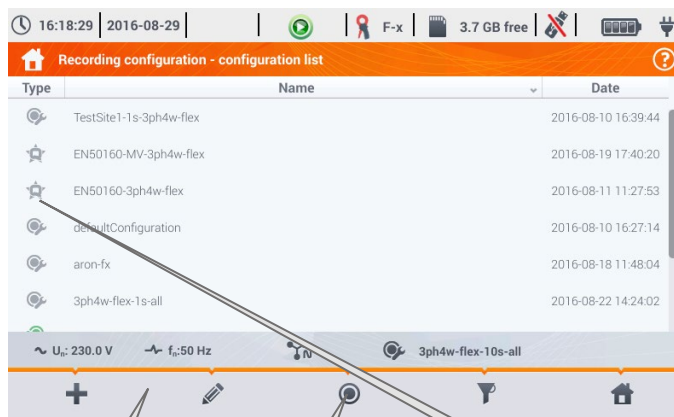 16:18:29 2016-08-29 F-x 3.7 GB free
Recording configuration - configuration list ?
Type Name Date
TestSite1-1s-3ph4w-flex 2016-08-10 16:39:44
EN50160-MV-3ph4w-flex 2016-08-19 17:40:20
EN50160-3ph4w-flex 2016-08-11 11:27:53
defaultConfiguration 2016-08-10 16:27:14
aron-fx 2016-08-18 11:48:04
3ph4w-flex-1s-all 2016-08-22 14:24:02
Uₙ: 230.0 V fₙ:50 Hz N 3ph4w-flex-10s-all